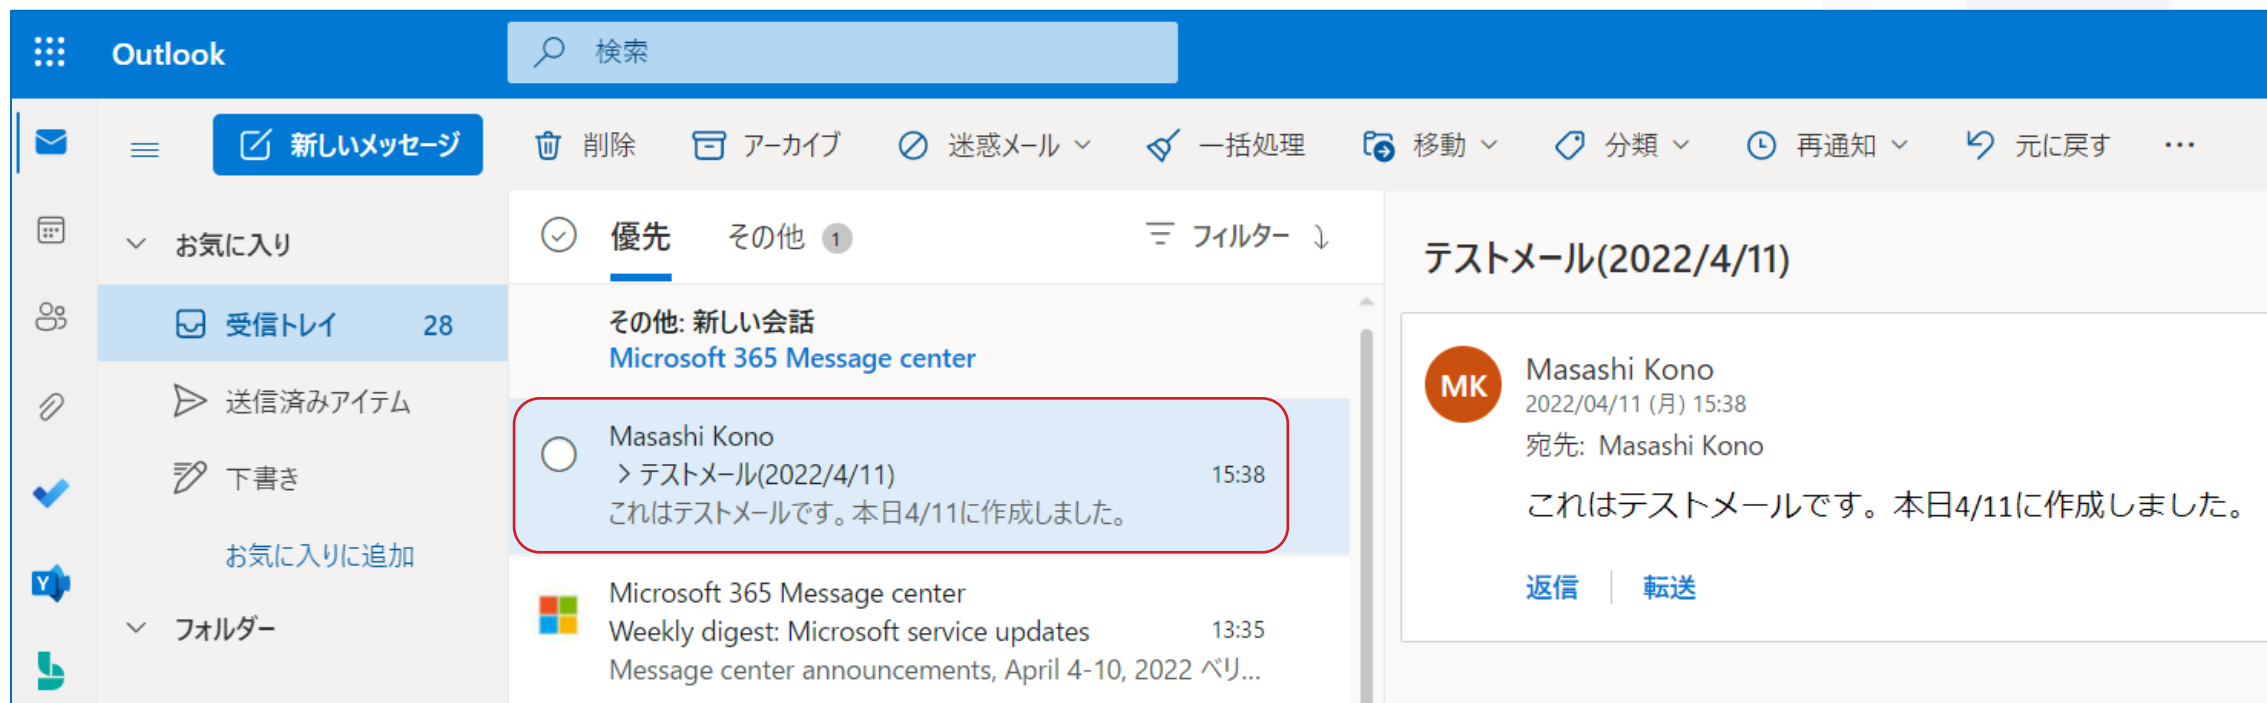 Outlook
検索
新しいメッセージ
削除
アーカイブ
迷惑メール
一括処理
移動
分類
再通知
元に戻す
...
お気に入り
受信トレイ 28
送信済みアイテム
下書き
お気に入りに追加
フォルダー
優先
その他 1
フィルター
その他: 新しい会話
Microsoft 365 Message center
Masashi Kono
> テストメール(2022/4/11) 15:38
これはテストメールです。本日4/11に作成しました。
Microsoft 365 Message center
Weekly digest: Microsoft service updates 13:35
Message center announcements, April 4-10, 2022 ベリ...
テストメール(2022/4/11)
MK
Masashi Kono
2022/04/11 (月) 15:38
宛先: Masashi Kono
これはテストメールです。本日4/11に作成しました。
返信
転送
Y